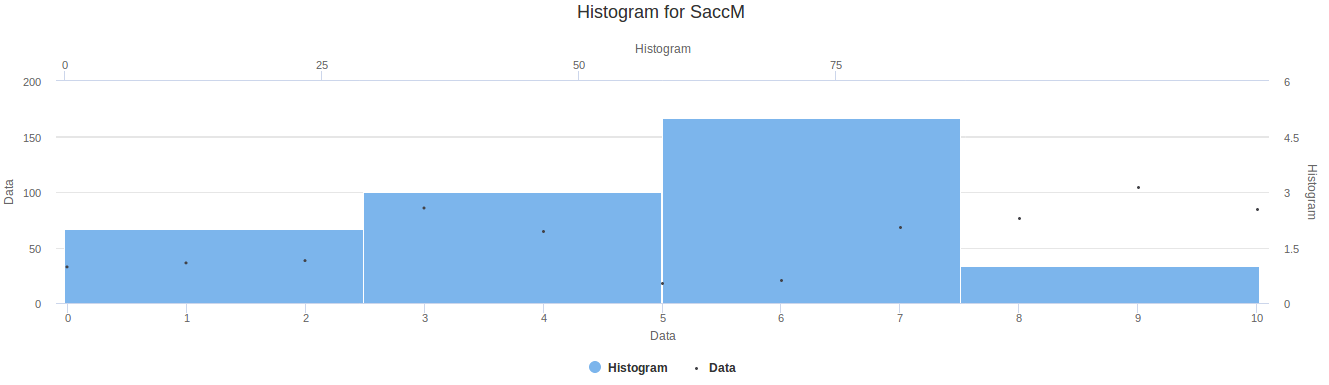 Histogram for SaccM
Histogram
0 25 50 75
200 6
150 4.5
100 3
50 1.5
0 0
Data
Histogram
0 1 2 3 4 5 6 7 8 9 10
Data
Histogram Data